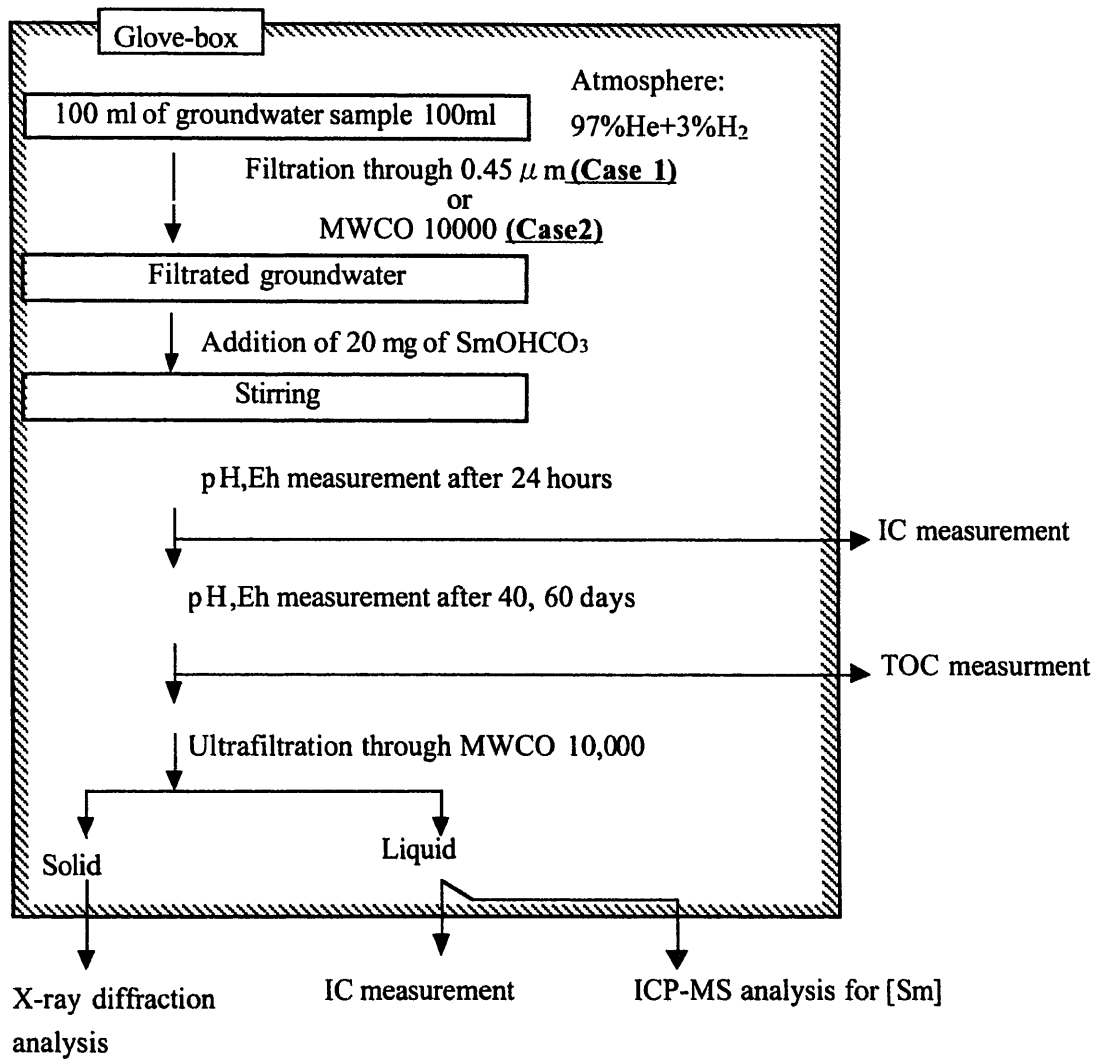 Glove-box
Atmosphere:
97%He+3%H₂
100 ml of groundwater sample 100ml
Filtration through 0.45 μm (Case 1)
or
MWCO 10000 (Case2)
Filtrated groundwater
Addition of 20 mg of SmOHCO₃
Stirring
pH,Eh measurement after 24 hours
IC measurement
pH,Eh measurement after 40, 60 days
TOC measurment
Ultrafiltration through MWCO 10,000
Solid
Liquid
X-ray diffraction
analysis
IC measurement
ICP-MS analysis for [Sm]